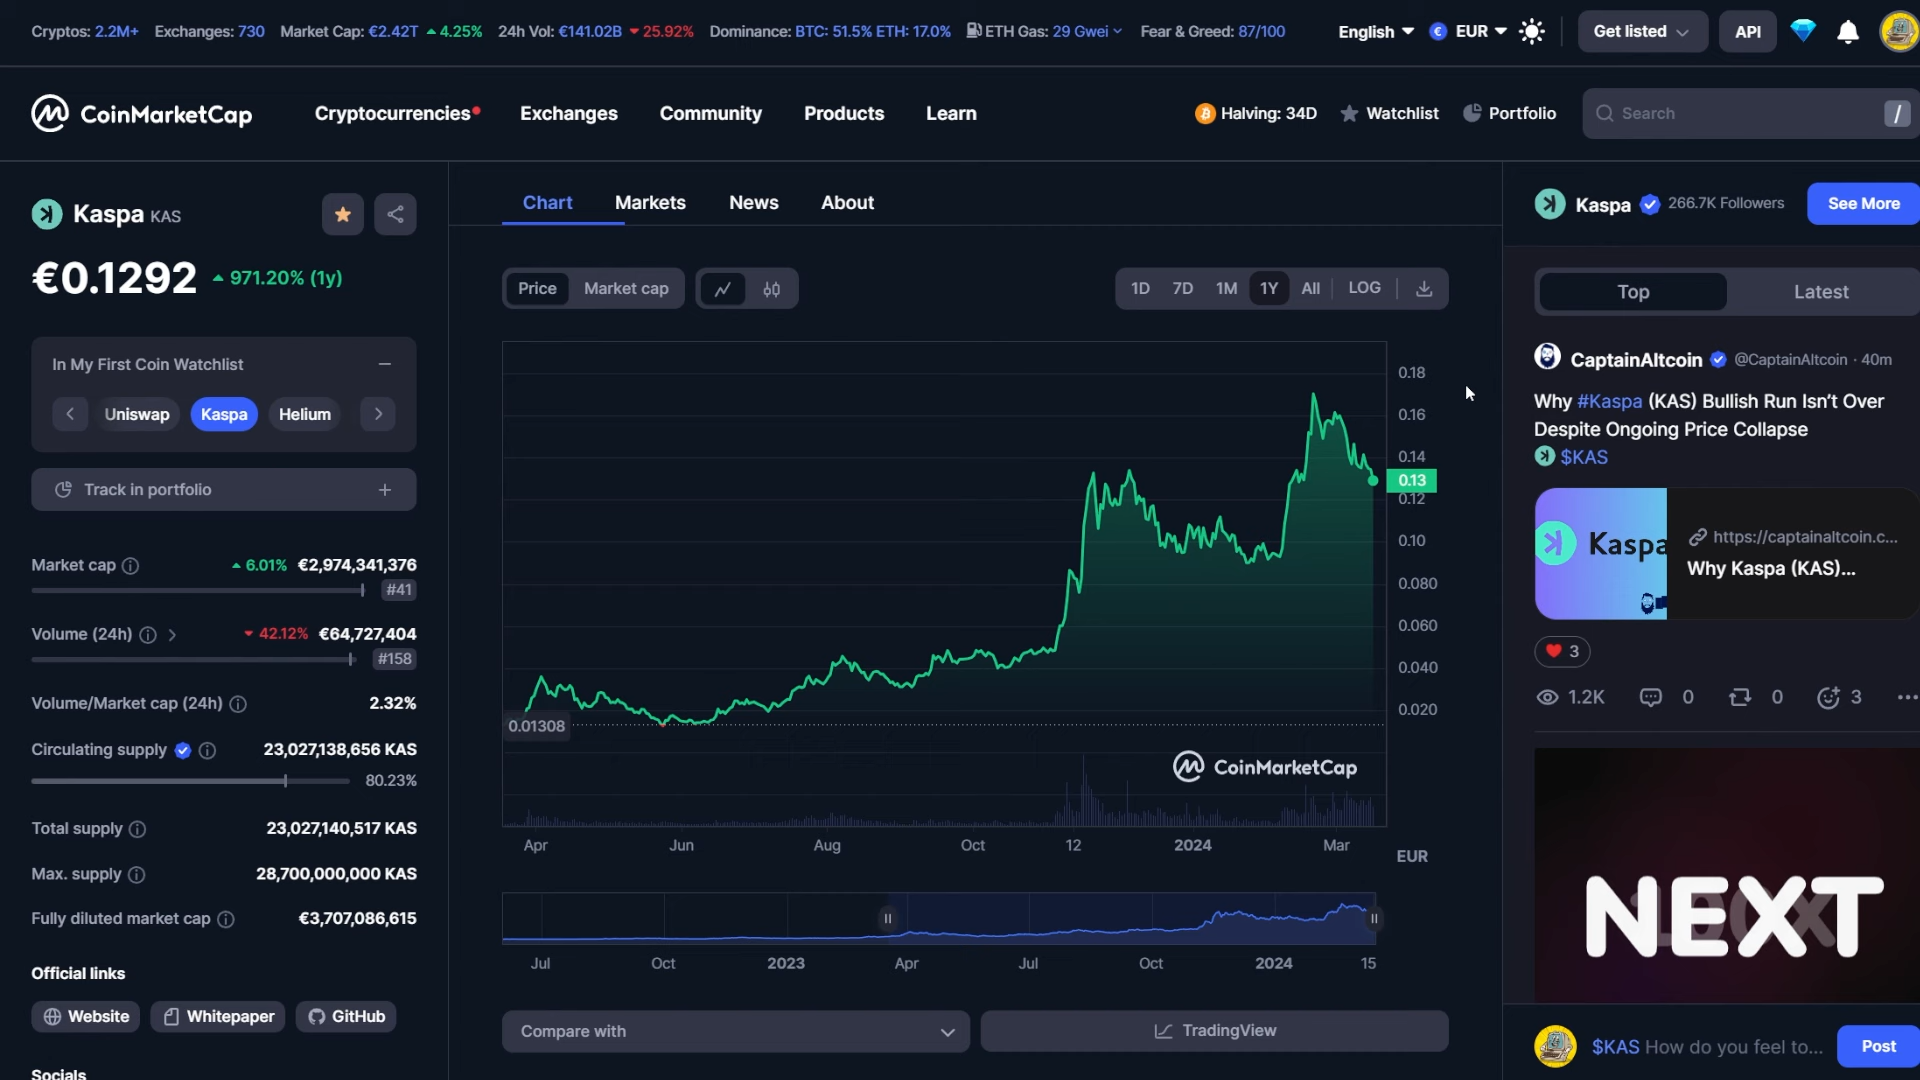 Cryptos: 2.2M+ Exchanges: 730 Market Cap: €2.42T 4.25% 24h Vol: €141.02B 25.92% Dominance: BTC: 51.5% ETH: 17.0% ETH Gas: 29 Gwei Fear & Greed: 87/100 English EUR Get listed API
CoinMarketCap Cryptocurrencies Exchanges Community Products Learn Halving: 34D Watchlist Portfolio Search /
Kaspa KAS
€0.1292 971.20% (1y)
In My First Coin Watchlist
Uniswap Kaspa Helium
Track in portfolio +
Market cap 6.01% €2,974,341,376
#41
Volume (24h) 42.12% €64,727,404
#158
Volume/Market cap (24h) 2.32%
Circulating supply 23,027,138,656 KAS
80.23%
Total supply 23,027,140,517 KAS
Max. supply 28,700,000,000 KAS
Fully diluted market cap €3,707,086,615
Official links
Website Whitepaper GitHub
Socials
Chart Markets News About
Price Market cap 1D 7D 1M 1Y All LOG
0.18
0.16
0.14
0.13
0.12
0.10
0.080
0.060
0.040
0.020
0.01308
CoinMarketCap
Apr Jun Aug Oct 12 2024 Mar
EUR
Jul Oct 2023 Apr Jul Oct 2024 15
Compare with TradingView
Kaspa 266.7K Followers See More
Top Latest
CaptainAltcoin @CaptainAltcoin · 40m
Why #Kaspa (KAS) Bullish Run Isn't Over
Despite Ongoing Price Collapse
$KAS
Kaspa
https://captainaltcoin.c...
Why Kaspa (KAS)...
3
1.2K 0 0 3
NEXT
$KAS How do you feel to... Post